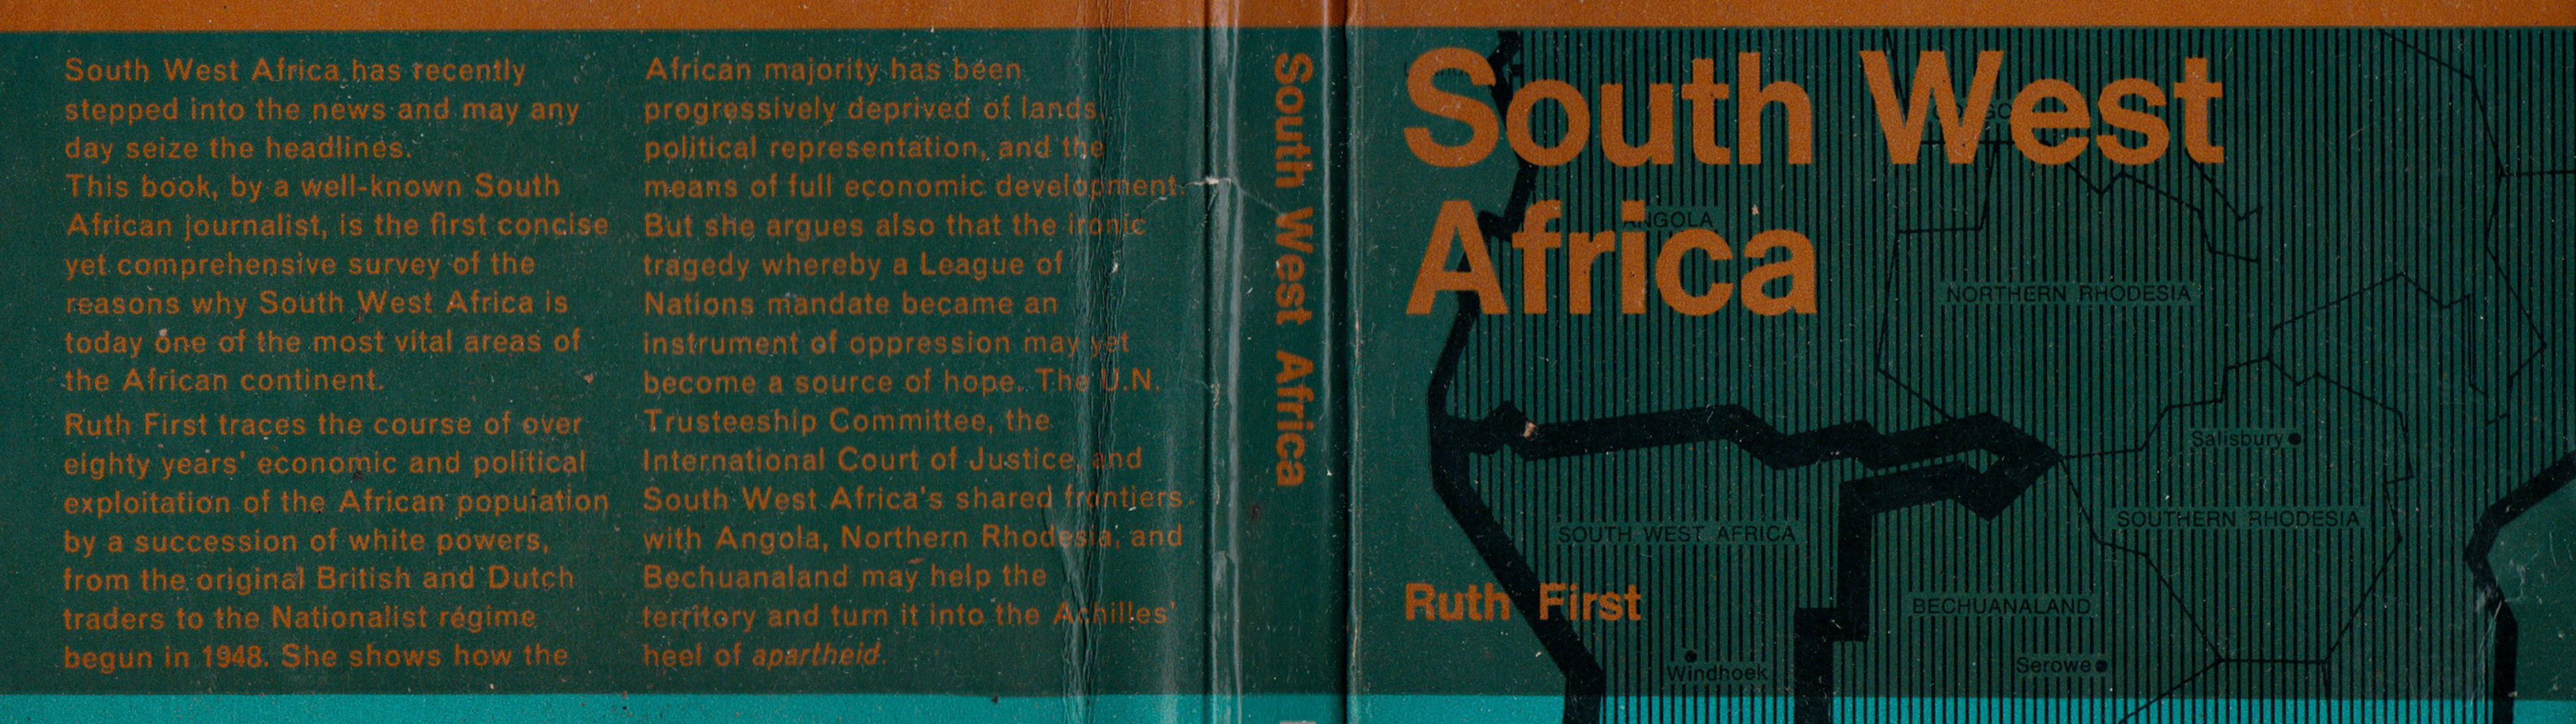 South West Africa has recently
stepped into the news and may any
day seize the headlines.
This book, by a well-known South
African journalist, is the first concise
yet comprehensive survey of the
reasons why South West Africa is
today one of the most vital areas of
the African continent.
Ruth First traces the course of over
eighty years' economic and political
exploitation of the African population
by a succession of white powers,
from the original British and Dutch
traders to the Nationalist régime
begun in 1948. She shows how the
African majority has been
progressively deprived of lands,
political representation, and the
means of full economic development.
But she argues also that the ironic
tragedy whereby a League of
Nations mandate became an
instrument of oppression may yet
become a source of hope. The U.N.
Trusteeship Committee, the
International Court of Justice, and
South West Africa's shared frontiers
with Angola, Northern Rhodesia, and
Bechuanaland may help the
territory and turn it into the Achilles'
heel of apartheid.
South West Africa
South West
Africa
ANGOLA
NORTHERN RHODESIA
Salisbury
SOUTHERN RHODESIA
SOUTH WEST AFRICA
Ruth First
BECHUANALAND
Windhoek
Serowe